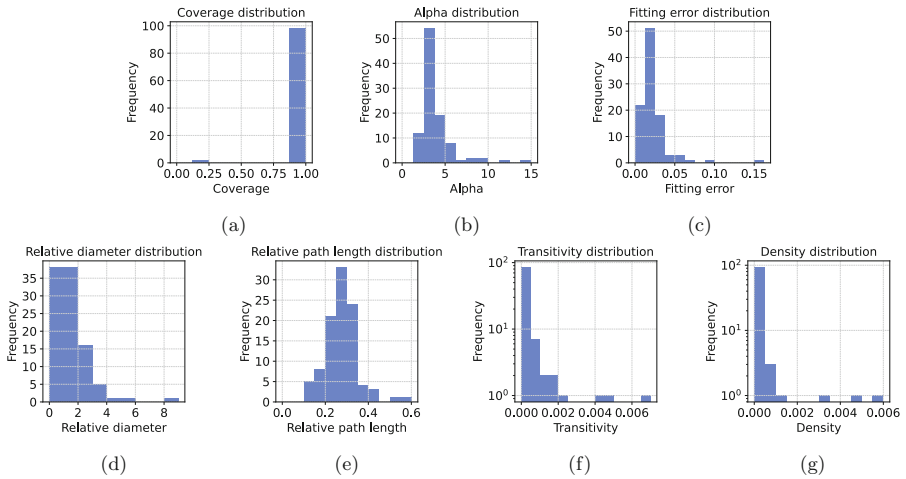 Coverage distribution
Frequency
100
80
60
40
20
0
0.00 0.25 0.50 0.75 1.00
Coverage
(a)
Alpha distribution
Frequency
50
40
30
20
10
0
0 5 10 15
Alpha
(b)
Fitting error distribution
Frequency
50
40
30
20
10
0
0.00 0.05 0.10 0.15
Fitting error
(c)
Relative diameter distribution
Frequency
35
30
25
20
15
10
5
0
0 2 4 6 8
Relative diameter
(d)
Relative path length distribution
Frequency
30
25
20
15
10
5
0
0.0 0.2 0.4 0.6
Relative path length
(e)
Transitivity distribution
Frequency
10²
10¹
10⁰
0.000 0.002 0.004 0.006
Transitivity
(f)
Density distribution
Frequency
10²
10¹
10⁰
0.000 0.002 0.004 0.006
Density
(g)